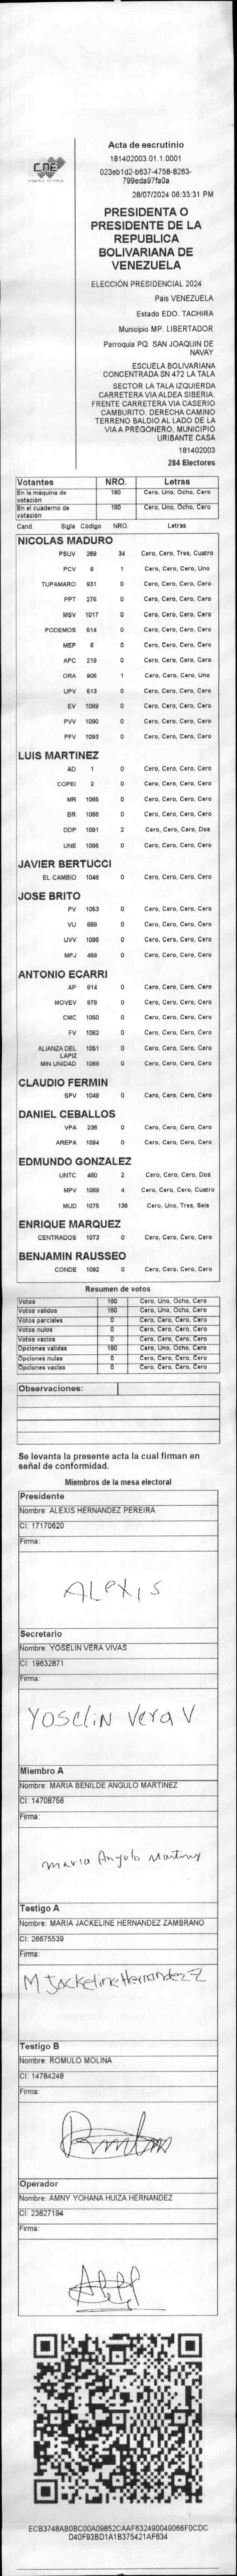 CNE
Acta de escrutinio
181402003.01.1.0001
023eb1d2-b637-4758-8263-
799eda97fa0a
28/07/2024 06:33:31 PM
PRESIDENTA O
PRESIDENTE DE LA
REPUBLICA
BOLIVARIANA DE
VENEZUELA
ELECCIÓN PRESIDENCIAL 2024
País VENEZUELA
Estado EDO. TACHIRA
Municipio MP. LIBERTADOR
Parroquia PQ. SAN JOAQUIN DE
NAVAY
ESCUELA BOLIVARIANA
CONCENTRADA SN 472 LA TALA
SECTOR LA TALA IZQUIERDA
CARRETERA VIA ALDEA SIBERIA.
FRENTE CARRETERA VIA CASERIO
CAMBURITO. DERECHA CAMINO
TERRENO BALDIO AL LADO DE LA
VIA A PREGONERO, MUNICIPIO
URIBANTE CASA
181402003
284 Electores
Votantes NRO. Letras
En la máquina de votación 180 Cero, Uno, Ocho, Cero
En el cuaderno de votación 180 Cero, Uno, Ocho, Cero
Cand. Sigla Código NRO. Letras
NICOLAS MADURO
PSUV 269 34 Cero, Cero, Tres, Cuatro
PCV 9 1 Cero, Cero, Cero, Uno
TUPAMARO 931 0 Cero, Cero, Cero, Cero
PPT 276 0 Cero, Cero, Cero, Cero
MSV 1017 0 Cero, Cero, Cero, Cero
PODEMOS 514 0 Cero, Cero, Cero, Cero
MEP 6 0 Cero, Cero, Cero, Cero
APC 219 0 Cero, Cero, Cero, Cero
ORA 906 1 Cero, Cero, Cero, Uno
UPV 513 0 Cero, Cero, Cero, Cero
EV 1089 0 Cero, Cero, Cero, Cero
PVV 1090 0 Cero, Cero, Cero, Cero
PFV 1093 0 Cero, Cero, Cero, Cero
LUIS MARTINEZ
AD 1 0 Cero, Cero, Cero, Cero
COPEI 2 0 Cero, Cero, Cero, Cero
MR 1065 0 Cero, Cero, Cero, Cero
BR 1066 0 Cero, Cero, Cero, Cero
DDP 1091 2 Cero, Cero, Cero, Dos
UNE 1095 0 Cero, Cero, Cero, Cero
JAVIER BERTUCCI
EL CAMBIO 1048 0 Cero, Cero, Cero, Cero
JOSE BRITO
PV 1053 0 Cero, Cero, Cero, Cero
VU 989 0 Cero, Cero, Cero, Cero
UVV 1096 0 Cero, Cero, Cero, Cero
MPJ 458 0 Cero, Cero, Cero, Cero
ANTONIO ECARRI
AP 914 0 Cero, Cero, Cero, Cero
MOVEV 979 0 Cero, Cero, Cero, Cero
CMC 1050 0 Cero, Cero, Cero, Cero
FV 1062 0 Cero, Cero, Cero, Cero
ALIANZA DEL LAPIZ 1051 0 Cero, Cero, Cero, Cero
MIN UNIDAD 1068 0 Cero, Cero, Cero, Cero
CLAUDIO FERMIN
SPV 1049 0 Cero, Cero, Cero, Cero
DANIEL CEBALLOS
VPA 236 0 Cero, Cero, Cero, Cero
AREPA 1094 0 Cero, Cero, Cero, Cero
EDMUNDO GONZALEZ
UNTC 460 2 Cero, Cero, Cero, Dos
MPV 1069 4 Cero, Cero, Cero, Cuatro
MUD 1075 136 Cero, Uno, Tres, Seis
ENRIQUE MARQUEZ
CENTRADOS 1073 0 Cero, Cero, Cero, Cero
BENJAMIN RAUSSEO
CONDE 1092 0 Cero, Cero, Cero, Cero
Resumen de votos
Votos 180 Cero, Uno, Ocho, Cero
Votos validos 180 Cero, Uno, Ocho, Cero
Votos parciales 0 Cero, Cero, Cero, Cero
Votos nulos 0 Cero, Cero, Cero, Cero
Votos vacios 0 Cero, Cero, Cero, Cero
Opciones validas 180 Cero, Uno, Ocho, Cero
Opciones nulas 0 Cero, Cero, Cero, Cero
Opciones vacias 0 Cero, Cero, Cero, Cero
Observaciones:
Se levanta la presente acta la cual firman en
señal de conformidad.
Miembros de la mesa electoral
Presidente
Nombre: ALEXIS HERNANDEZ PEREIRA
CI: 17170620
Firma:
ALEXIS
Secretario
Nombre: YOSELIN VERA VIVAS
CI: 19632871
Firma:
YOSELIN Vera V
Miembro A
Nombre: MARIA BENILDE ANGULO MARTINEZ
CI: 14708756
Firma:
maria Angulo Martinez
Testigo A
Nombre: MARIA JACKELINE HERNANDEZ ZAMBRANO
CI: 26675539
Firma:
M Jackeline Hernandez Z
Testigo B
Nombre: ROMULO MOLINA
CI: 14784248
Firma:
Operador
Nombre: AMNY YOHANA HUIZA HERNANDEZ
CI: 23827184
Firma:
ECB374BAB0BC00A09852CAAF632490049066F0CDC
D40F93BD1A1B375421AF634